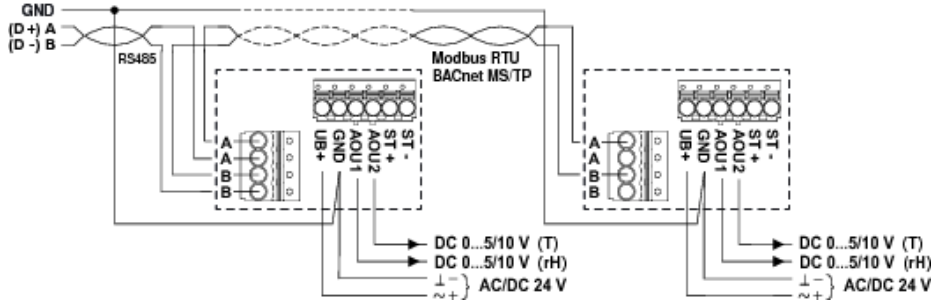 GND
(D+) A
(D -) B
RS485
Modbus RTU
BACnet MS/TP
A
A
B
B
UB+
GND
AOU1
AOU2
ST +
ST -
DC 0...5/10 V (T)
DC 0...5/10 V (rH)
⊥ −
~ + } AC/DC 24 V
A
A
B
B
UB+
GND
AOU1
AOU2
ST +
ST -
DC 0...5/10 V (T)
DC 0...5/10 V (rH)
⊥ −
~ + } AC/DC 24 V